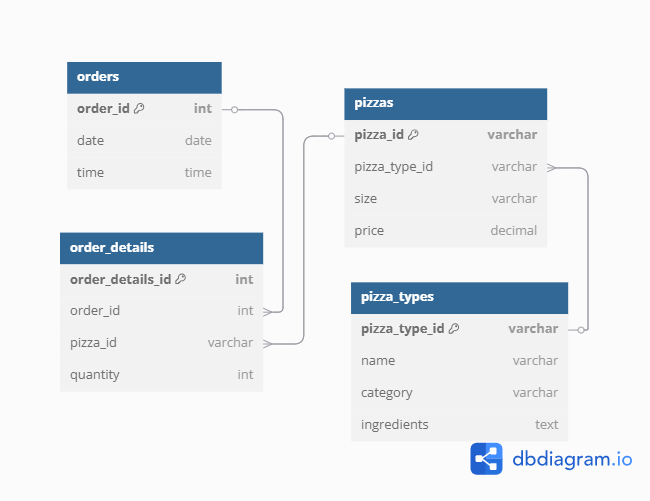 orders
order_id int
date date
time time
order_details
order_details_id int
order_id int
pizza_id varchar
quantity int
pizzas
pizza_id varchar
pizza_type_id varchar
size varchar
price decimal
pizza_types
pizza_type_id varchar
name varchar
category varchar
ingredients text
dbdiagram.io